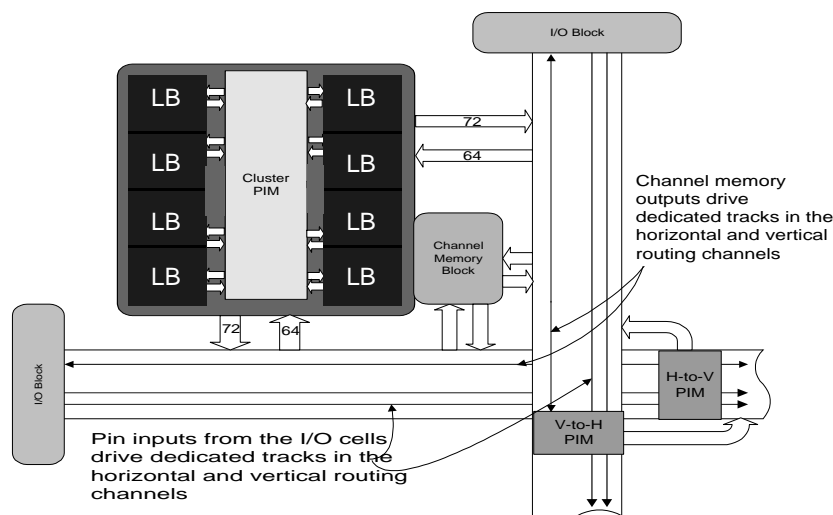 I/O Block
LB
LB
72
LB
LB
64
Cluster
PIM
Channel memory
outputs drive
dedicated tracks in the
horizontal and vertical
routing channels
LB
LB
Channel
Memory
Block
LB
LB
72
64
I/O Block
H-to-V
PIM
V-to-H
PIM
Pin inputs from the I/O cells
drive dedicated tracks in the
horizontal and vertical routing
channels